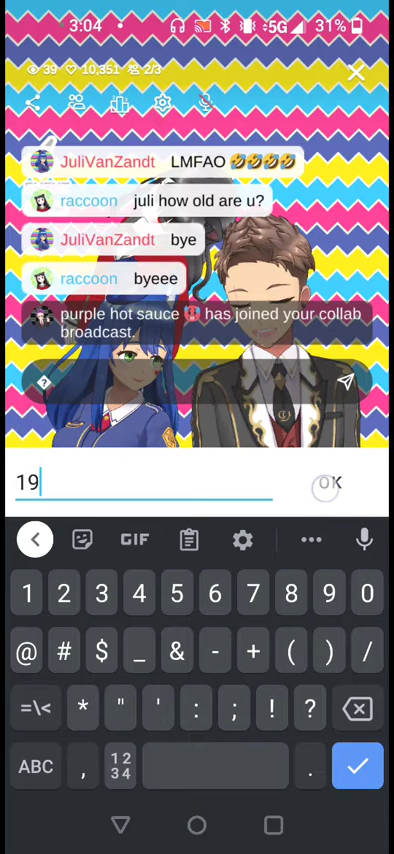 3:04
5G
31%
39 10,351 2/3
JuliVanZandt LMFAO 🤣🤣🤣🤣
raccoon juli how old are u?
JuliVanZandt bye
raccoon byeee
purple hot sauce has joined your collab
broadcast.
19
OK
GIF
1 2 3 4 5 6 7 8 9 0
@ # $ _ & - + ( ) /
=\< * " ' : ; ! ?
ABC , 12 34 .